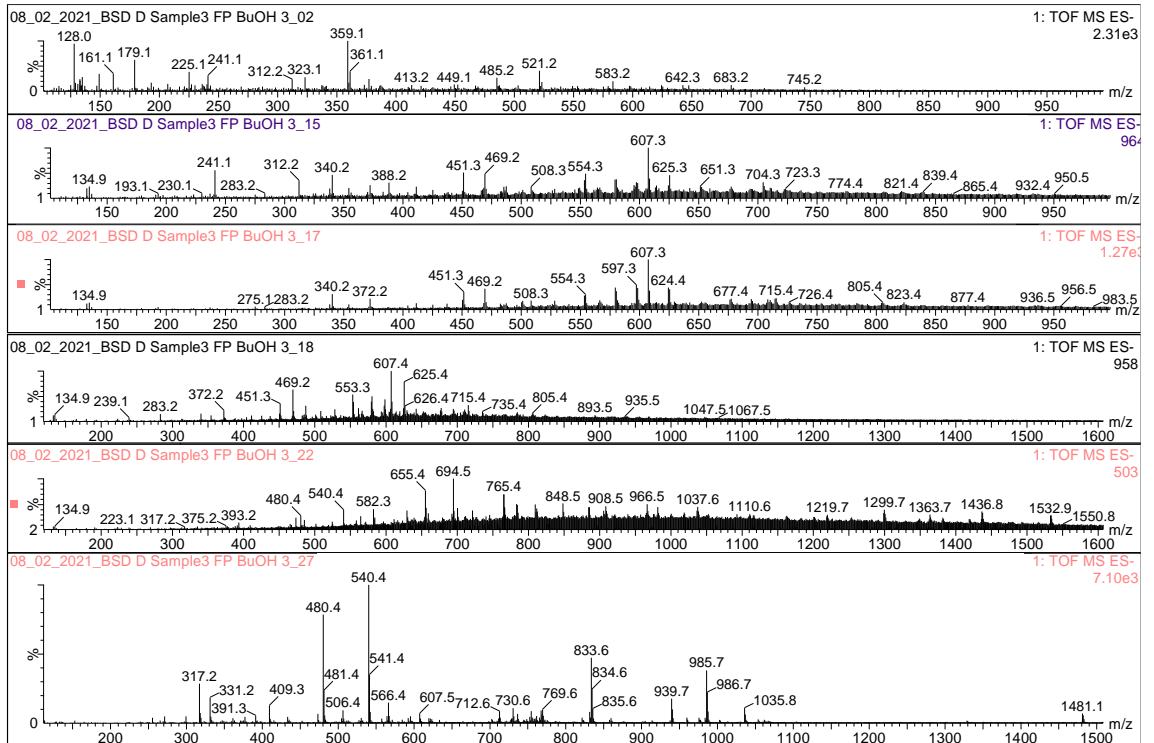 08_02_2021_BSD D Sample3 FP BuOH 3_02
1: TOF MS ES-
2.31e3
128.0 161.1 179.1 225.1 241.1 312.2 323.1 359.1 361.1 413.2 449.1 485.2 521.2 583.2 642.3 683.2 745.2
%
0
150 200 250 300 350 400 450 500 550 600 650 700 750 800 850 900 950 m/z
08_02_2021_BSD D Sample3 FP BuOH 3_15
1: TOF MS ES-
964
134.9 193.1 230.1 241.1 283.2 312.2 340.2 388.2 451.3 469.2 508.3 554.3 607.3 625.3 651.3 704.3 723.3 774.4 821.4 839.4 865.4 932.4 950.5
%
1
150 200 250 300 350 400 450 500 550 600 650 700 750 800 850 900 950 m/z
08_02_2021_BSD D Sample3 FP BuOH 3_17
1: TOF MS ES-
1.27e3
134.9 275.1 283.2 340.2 372.2 451.3 469.2 508.3 554.3 597.3 607.3 624.4 677.4 715.4 726.4 805.4 823.4 877.4 936.5 956.5 983.5
%
1
150 200 250 300 350 400 450 500 550 600 650 700 750 800 850 900 950 m/z
08_02_2021_BSD D Sample3 FP BuOH 3_18
1: TOF MS ES-
958
134.9 239.1 283.2 372.2 451.3 469.2 553.3 607.4 625.4 626.4 715.4 735.4 805.4 893.5 935.5 1047.5 1067.5
%
1
200 300 400 500 600 700 800 900 1000 1100 1200 1300 1400 1500 1600 m/z
08_02_2021_BSD D Sample3 FP BuOH 3_22
1: TOF MS ES-
503
134.9 223.1 317.2 375.2 393.2 480.4 540.4 582.3 655.4 694.5 765.4 848.5 908.5 966.5 1037.6 1110.6 1219.7 1299.7 1363.7 1436.8 1532.9 1550.8
%
2
200 300 400 500 600 700 800 900 1000 1100 1200 1300 1400 1500 1600 m/z
08_02_2021_BSD D Sample3 FP BuOH 3_27
1: TOF MS ES-
7.10e3
317.2 331.2 391.3 409.3 480.4 481.4 506.4 540.4 541.4 566.4 607.5 712.6 730.6 769.6 833.6 834.6 835.6 939.7 985.7 986.7 1035.8 1481.1
%
0
200 300 400 500 600 700 800 900 1000 1100 1200 1300 1400 1500 m/z